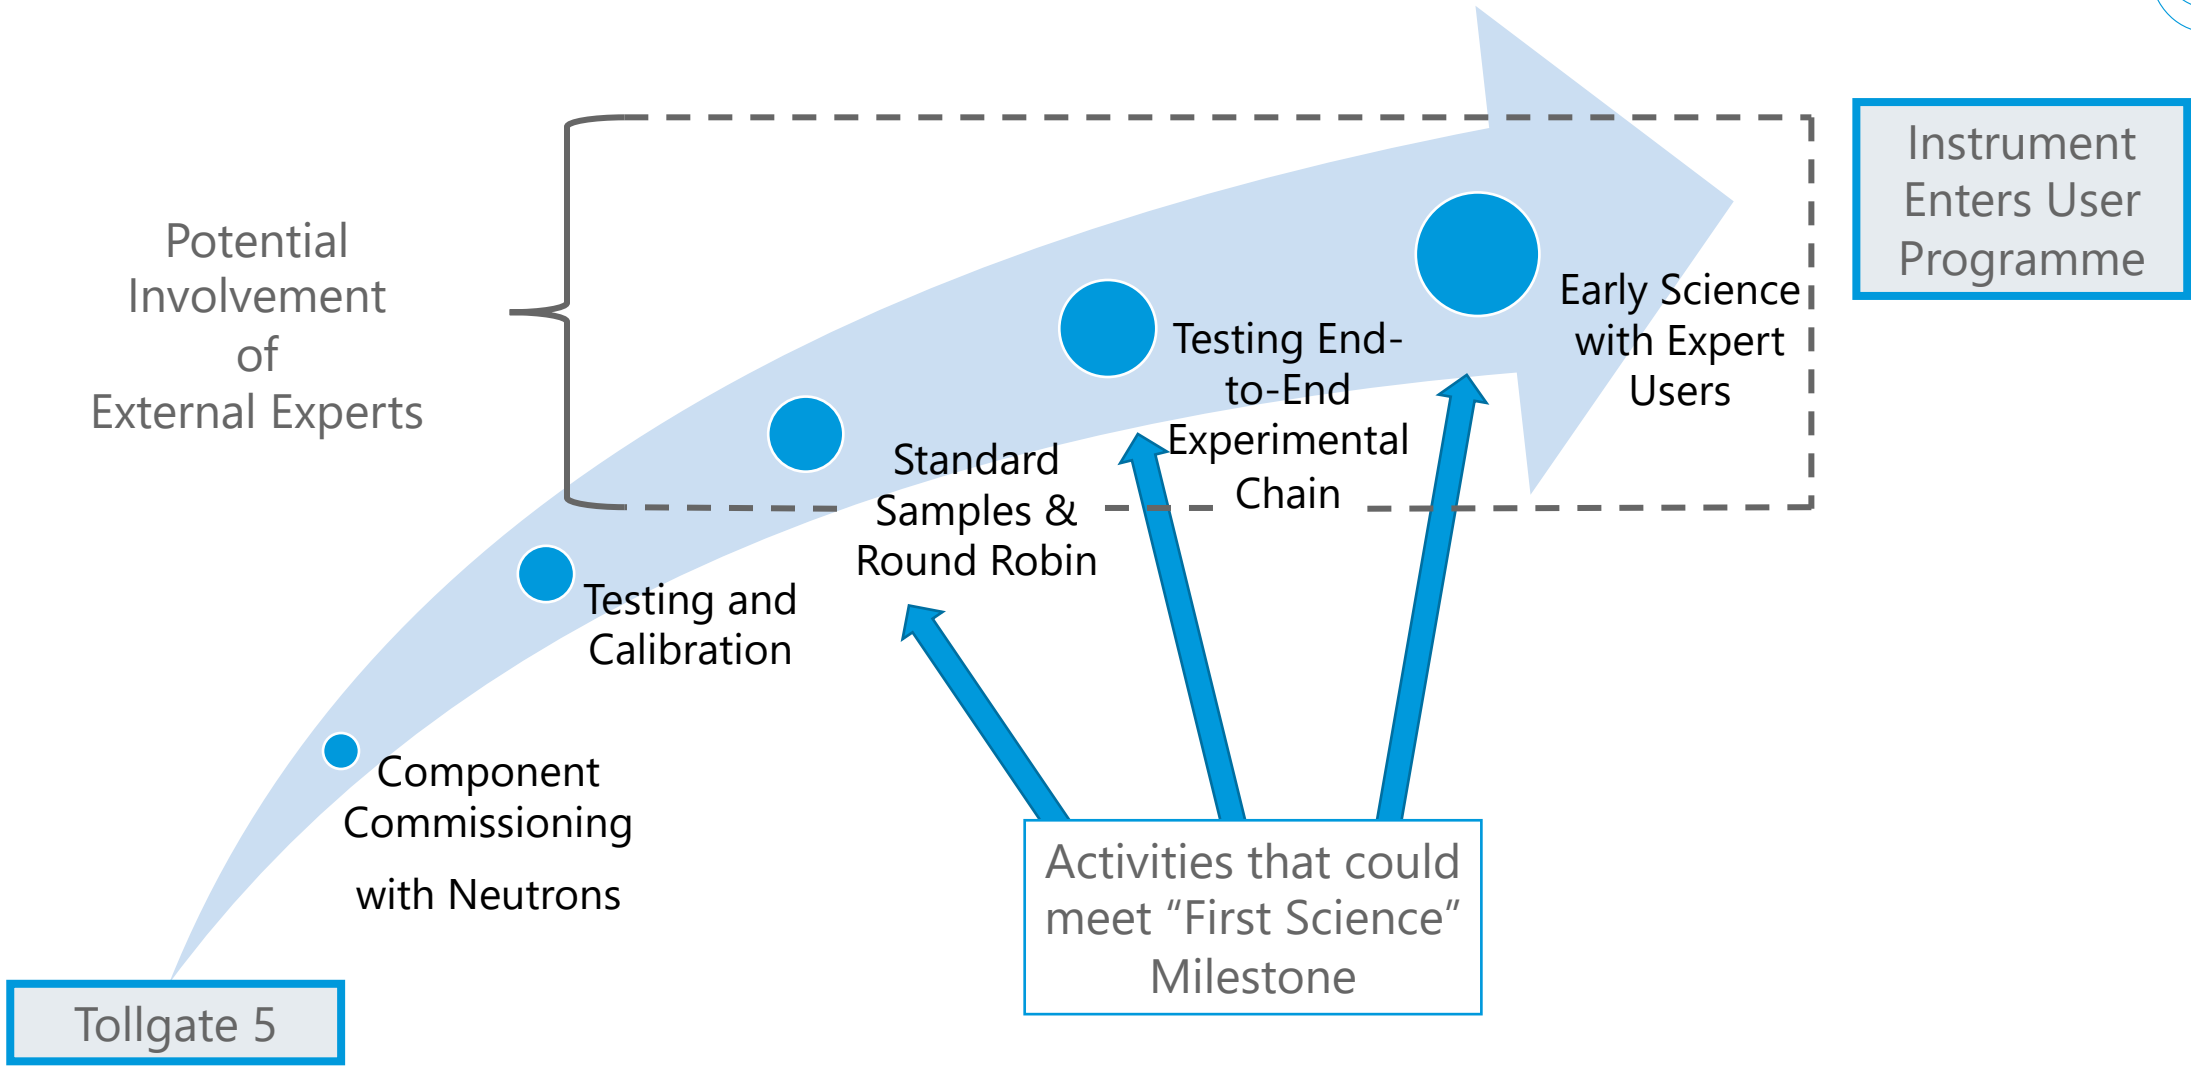 Instrument
Enters User
Programme
Potential
Involvement
of
External Experts
Early Science
with Expert
Users
Testing End-
to-End
Experimental
Chain
Standard
Samples &
Round Robin
Testing and
Calibration
Component
Commissioning
with Neutrons
Activities that could
meet “First Science”
Milestone
Tollgate 5